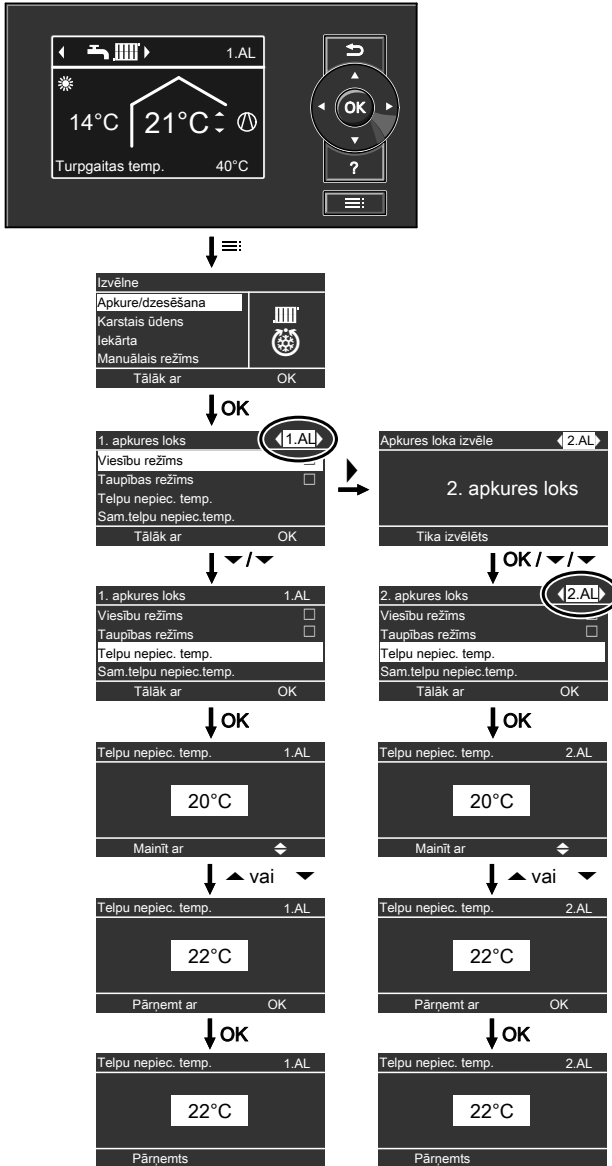 1.AL
14°C 21°C
Turpgaitas temp. 40°C
OK
?
Izvēlne
Apkure/dzesēšana
Karstais ūdens
Iekārta
Manuālais režīms
Tālāk ar OK
OK
1. apkures loks 1.AL
Viesību režīms
Taupības režīms
Telpu nepiec. temp.
Sam.telpu nepiec.temp.
Tālāk ar OK
Apkures loka izvēle 2.AL
2. apkures loks
Tika izvēlēts
/
OK / /
1. apkures loks 1.AL
Viesību režīms
Taupības režīms
Telpu nepiec. temp.
Sam.telpu nepiec.temp.
Tālāk ar OK
2. apkures loks 2.AL
Viesību režīms
Taupības režīms
Telpu nepiec. temp.
Sam.telpu nepiec.temp.
Tālāk ar OK
OK
OK
Telpu nepiec. temp. 1.AL
20°C
Mainīt ar
Telpu nepiec. temp. 2.AL
20°C
Mainīt ar
vai
vai
Telpu nepiec. temp. 1.AL
22°C
Pārņemt ar OK
Telpu nepiec. temp. 2.AL
22°C
Pārņemt ar OK
OK
OK
Telpu nepiec. temp. 1.AL
22°C
Pārņemts
Telpu nepiec. temp. 2.AL
22°C
Pārņemts